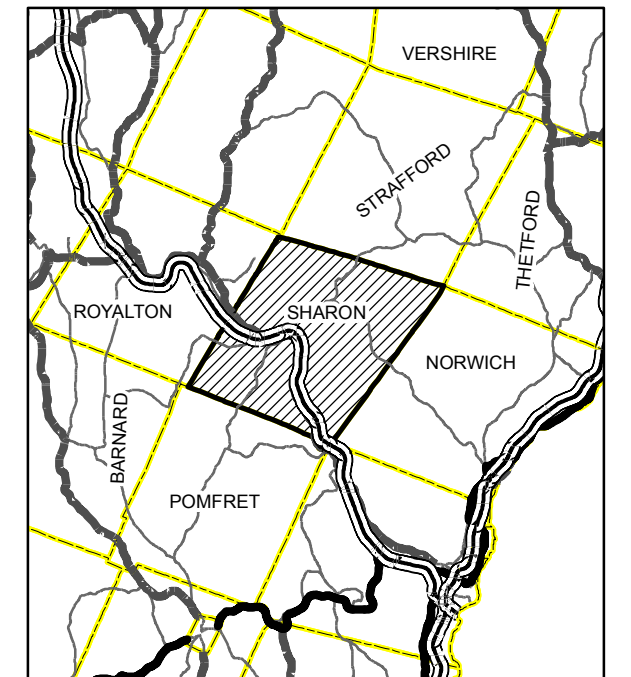 VERSHIRE
STRAFFORD
THETFORD
ROYALTON
SHARON
NORWICH
BARNARD
POMFRET